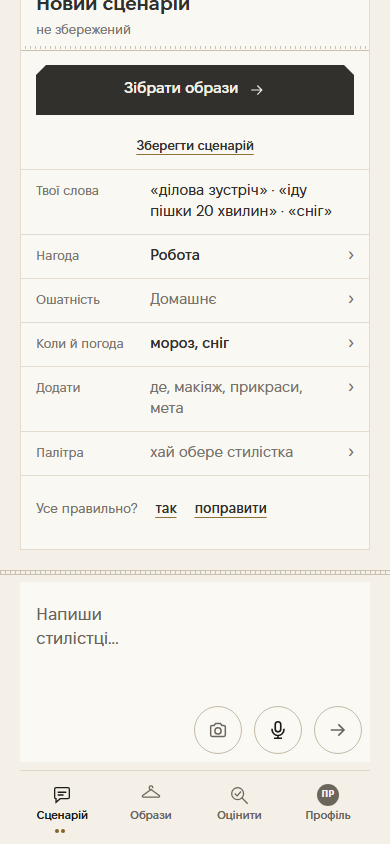 Новий сценарій
не збережений
Зібрати образи →
Зберегти сценарій
Твої слова
«ділова зустріч» · «іду
пішки 20 хвилин» · «сніг»
Нагода
Робота
Ошатність
Домашнє
Коли й погода
мороз, сніг
Додати
де, макіяж, прикраси,
мета
Палітра
хай обере стилістка
Усе правильно? так поправити
Напиши
стилістці...
Сценарій
Образи
Оцінити
ПР
Профіль